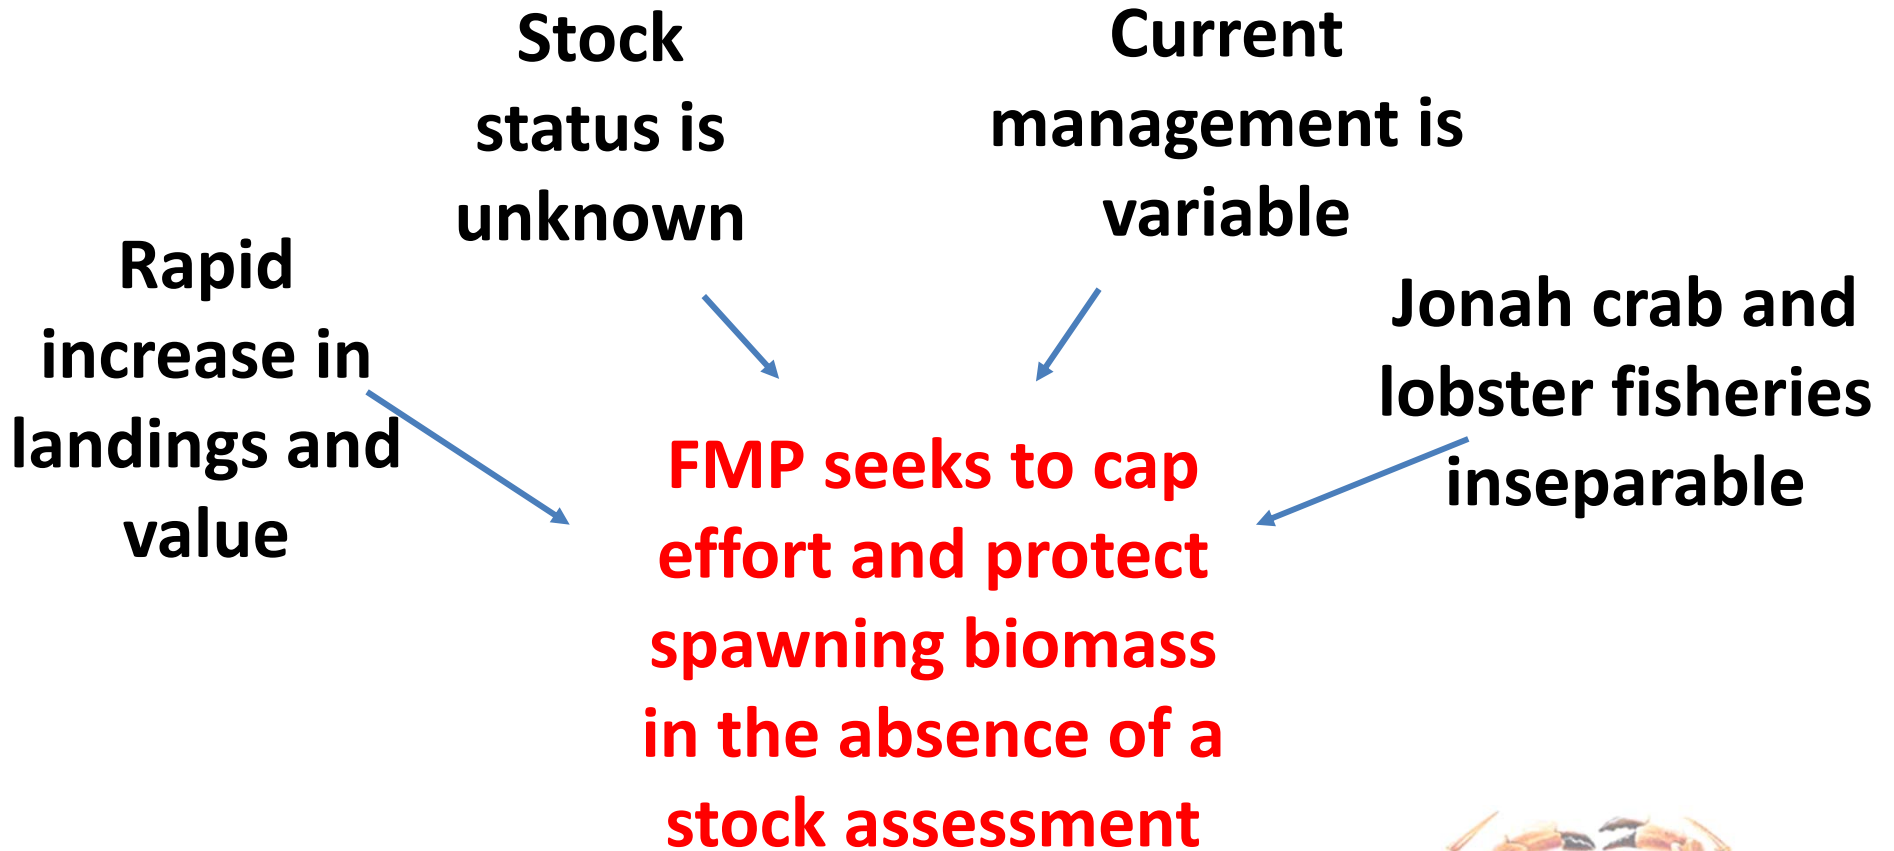 Stock
status is
unknown
Current
management is
variable
Rapid
increase in
landings and
value
Jonah crab and
lobster fisheries
inseparable
FMP seeks to cap
effort and protect
spawning biomass
in the absence of a
stock assessment